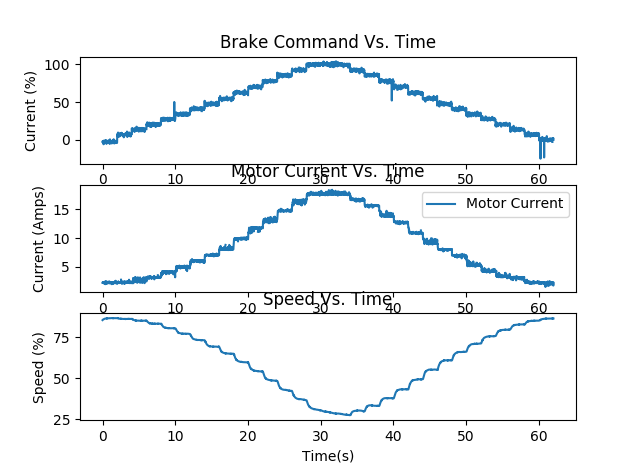 Brake Command Vs. Time
Current (%)
100
50
0
0 10 20 30 40 50 60
Motor Current Vs. Time
Current (Amps)
15
10
5
Motor Current
0 10 20 30 40 50 60
Speed Vs. Time
Speed (%)
75
50
25
0 10 20 30 40 50 60
Time(s)